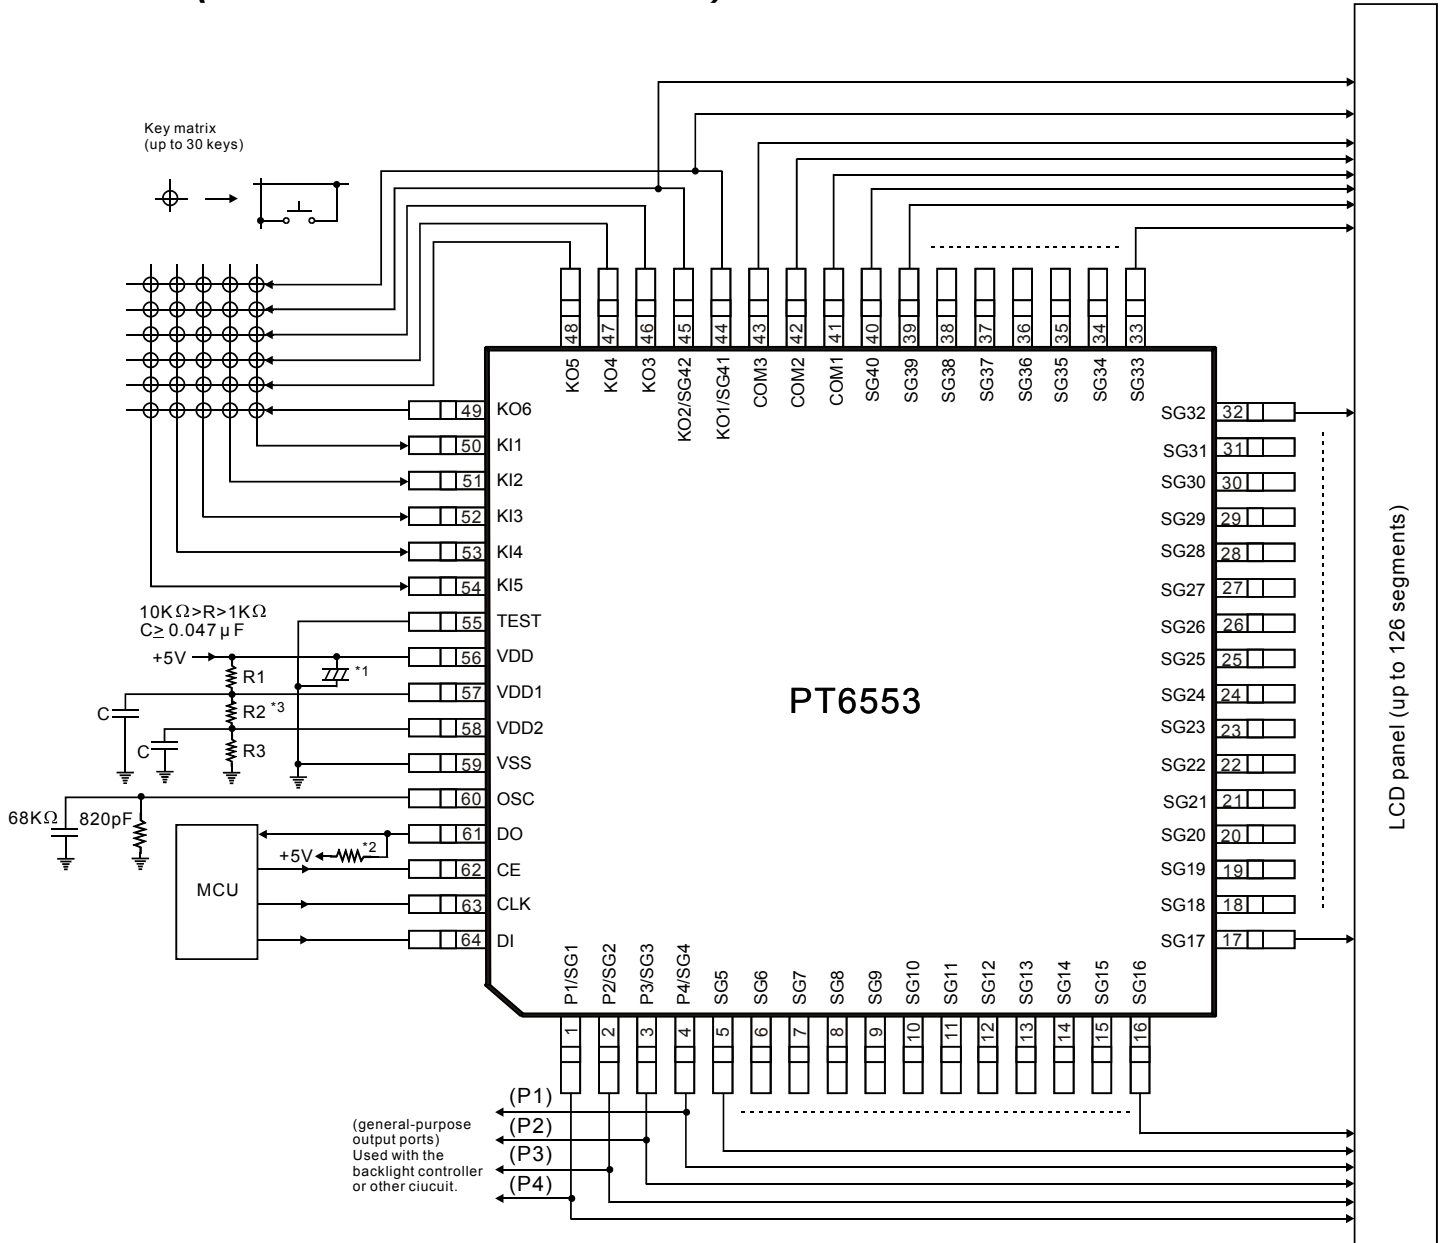 Key matrix
(up to 30 keys)
48
47
46
45
44
43
42
41
40
39
38
37
36
35
34
33
KO5
KO4
KO3
KO2/SG42
KO1/SG41
COM3
COM2
COM1
SG40
SG39
SG38
SG37
SG36
SG35
SG34
SG33
49 KO6
50 KI1
51 KI2
52 KI3
53 KI4
54 KI5
10KΩ>R>1KΩ
C≥0.047μF
55 TEST
+5V
56 VDD
R1
*1
57 VDD1
C
R2 *3
58 VDD2
C
R3
59 VSS
60 OSC
68KΩ
820pF
61 DO
+5V
*2
MCU
62 CE
63 CLK
64 DI
PT6553
SG32 32
SG31 31
SG30 30
SG29 29
SG28 28
SG27 27
SG26 26
SG25 25
SG24 24
SG23 23
SG22 22
SG21 21
SG20 20
SG19 19
SG18 18
SG17 17
LCD panel (up to 126 segments)
P1/SG1
P2/SG2
P3/SG3
P4/SG4
SG5
SG6
SG7
SG8
SG9
SG10
SG11
SG12
SG13
SG14
SG15
SG16
1
2
3
4
5
6
7
8
9
10
11
12
13
14
15
16
(P1)
(P2)
(P3)
(P4)
(general-purpose
output ports)
Used with the
backlight controller
or other ciucuit.